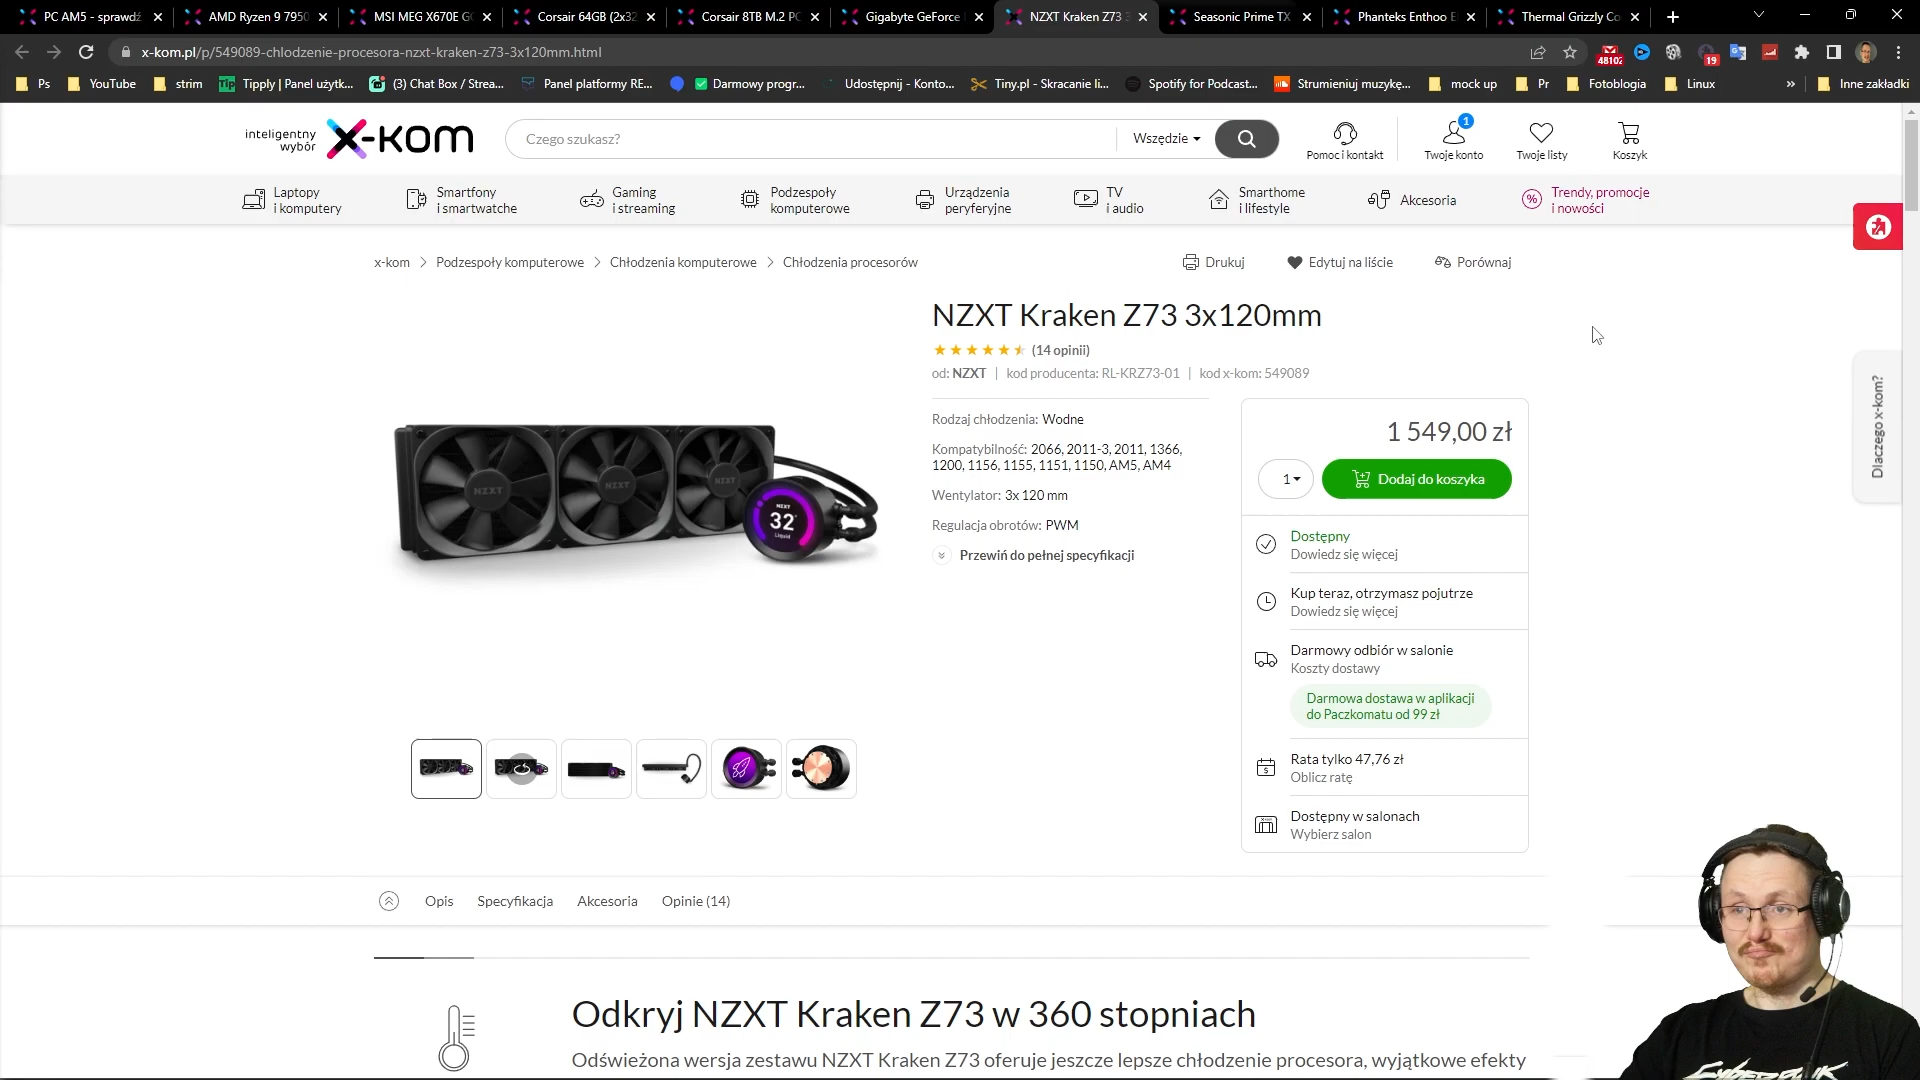 PC AM5 - sprawdź
AMD Ryzen 9 7950
MSI MEG X670E GO
Corsair 64GB (2x32
Corsair 8TB M.2 PC
Gigabyte GeForce
NZXT Kraken Z73 3
Seasonic Prime TX
Phanteks Enthoo E
Thermal Grizzly Co
x-kom.pl/p/549089-chlodzenie-procesora-nzxt-kraken-z73-3x120mm.html
48102
19
Ps
YouTube
strim
Tip
Tipply | Panel użytk...
(3) Chat Box / Strea...
Panel platformy RE...
Darmowy progr...
Udostępnij - Konto...
Tiny.pl - Skracanie li...
Spotify for Podcast...
Strumieniuj muzykę...
mock up
Pr
Fotoblogia
Linux
»
Inne zakładki
inteligentny
wybór
x-kom
Czego szukasz?
Wszędzie
Pomoc i kontakt
1
Twoje konto
Twoje listy
Koszyk
Laptopy
i komputery
Smartfony
i smartwatche
Gaming
i streaming
Podzespoły
komputerowe
Urządzenia
peryferyjne
TV
i audio
Smarthome
i lifestyle
Akcesoria
%
Trendy, promocje
i nowości
x-kom > Podzespoły komputerowe > Chłodzenia komputerowe > Chłodzenia procesorów
Drukuj
Edytuj na liście
Porównaj
NZXT Kraken Z73 3x120mm
(14 opinii)
od: NZXT | kod producenta: RL-KRZ73-01 | kod x-kom: 549089
Rodzaj chłodzenia: Wodne
Kompatybilność: 2066, 2011-3, 2011, 1366,
1200, 1156, 1155, 1151, 1150, AM5, AM4
Wentylator: 3x 120 mm
Regulacja obrotów: PWM
Przewiń do pełnej specyfikacji
NZXT
NZXT
NZXT
NZXT
32°
Liquid
1 549,00 zł
1
Dodaj do koszyka
Dostępny
Dowiedz się więcej
Kup teraz, otrzymasz pojutrze
Dowiedz się więcej
Darmowy odbiór w salonie
Koszty dostawy
Darmowa dostawa w aplikacji
do Paczkomatu od 99 zł
Rata tylko 47,76 zł
Oblicz ratę
Dostępny w salonach
Wybierz salon
Dlaczego x-kom?
Opis
Specyfikacja
Akcesoria
Opinie (14)
Odkryj NZXT Kraken Z73 w 360 stopniach
Odświeżona wersja zestawu NZXT Kraken Z73 oferuje jeszcze lepsze chłodzenie procesora, wyjątkowe efekty